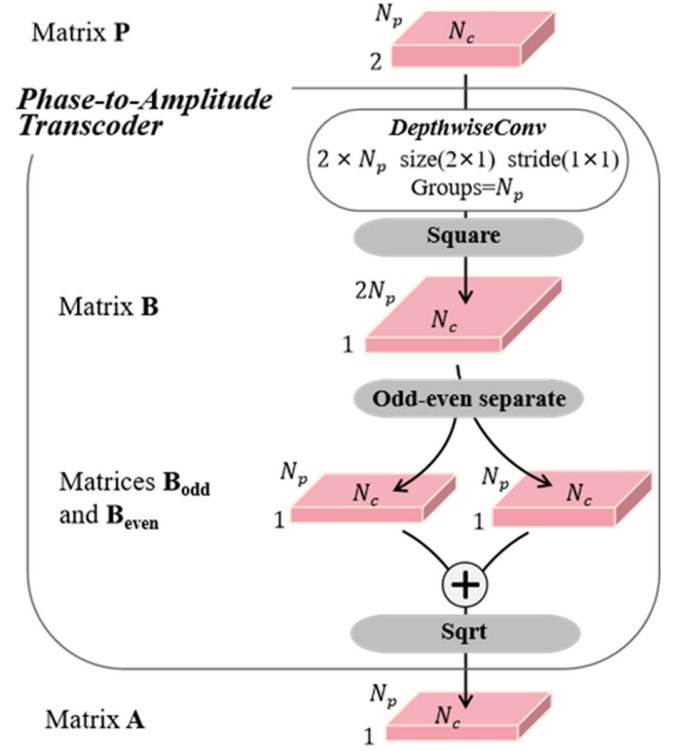 Matrix P
N_p
N_c
2
Phase-to-Amplitude
Transcoder
DepthwiseConv
2 × N_p size(2×1) stride(1×1)
Groups=N_p
Square
Matrix B
2N_p
N_c
1
Odd-even separate
Matrices B_odd
and B_even
N_p
N_c
1
N_p
N_c
1
+
Sqrt
Matrix A
N_p
N_c
1